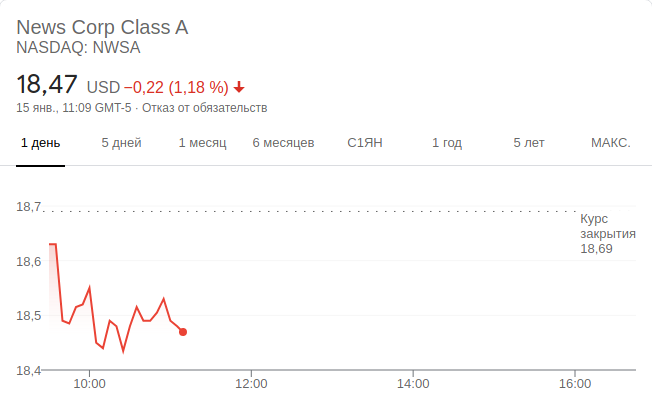 News Corp Class A
NASDAQ: NWSA
18,47 USD −0,22 (1,18 %)
15 янв., 11:09 GMT-5 · Отказ от обязательств
1 день 5 дней 1 месяц 6 месяцев С1ЯН 1 год 5 лет МАКС.
18,7
Курс
закрытия
18,69
18,6
18,5
18,4
10:00 12:00 14:00 16:00